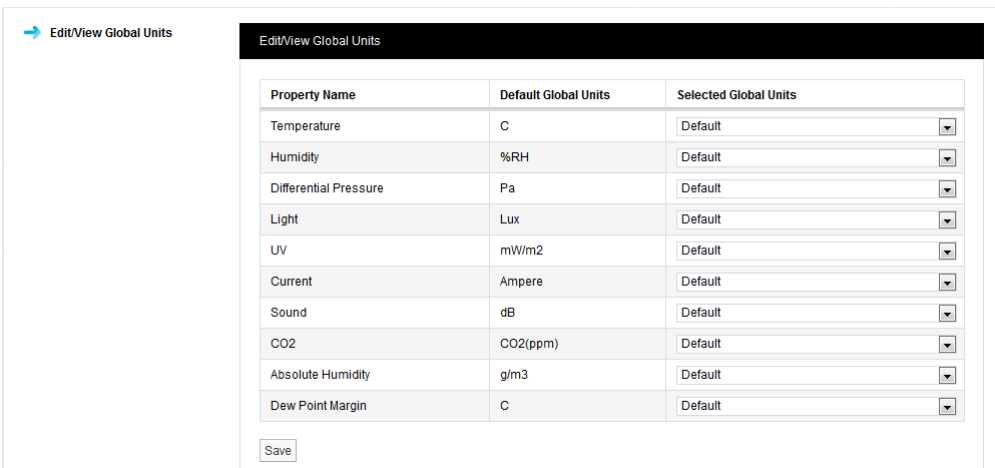 Edit/View Global Units
Edit/View Global Units
Property Name Default Global Units Selected Global Units
Temperature C Default
Humidity %RH Default
Differential Pressure Pa Default
Light Lux Default
UV mW/m2 Default
Current Ampere Default
Sound dB Default
CO2 CO2(ppm) Default
Absolute Humidity g/m3 Default
Dew Point Margin C Default
Save